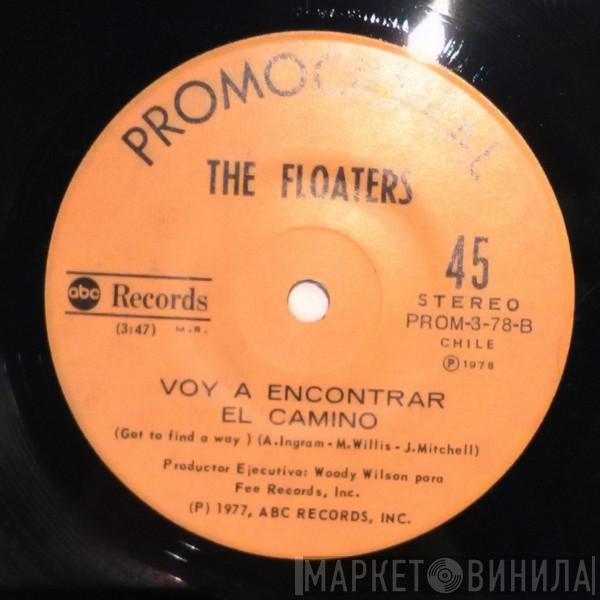 PROMOCIONAL
THE FLOATERS
45
STEREO
abc Records
(3:47) M.R.
PROM-3-78-B
CHILE
Ⓟ 1978
VOY A ENCONTRAR
EL CAMINO
(Got to find a way) (A. Ingram - M. Willis - J. Mitchell)
Productor Ejecutivo: Woody Wilson para
Fee Records, Inc.
(P) 1977, ABC RECORDS, INC.
МАРКЕТ ВИНИЛА